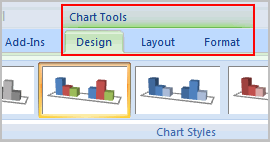 Chart Tools
Add-Ins Design Layout Format
Chart Styles